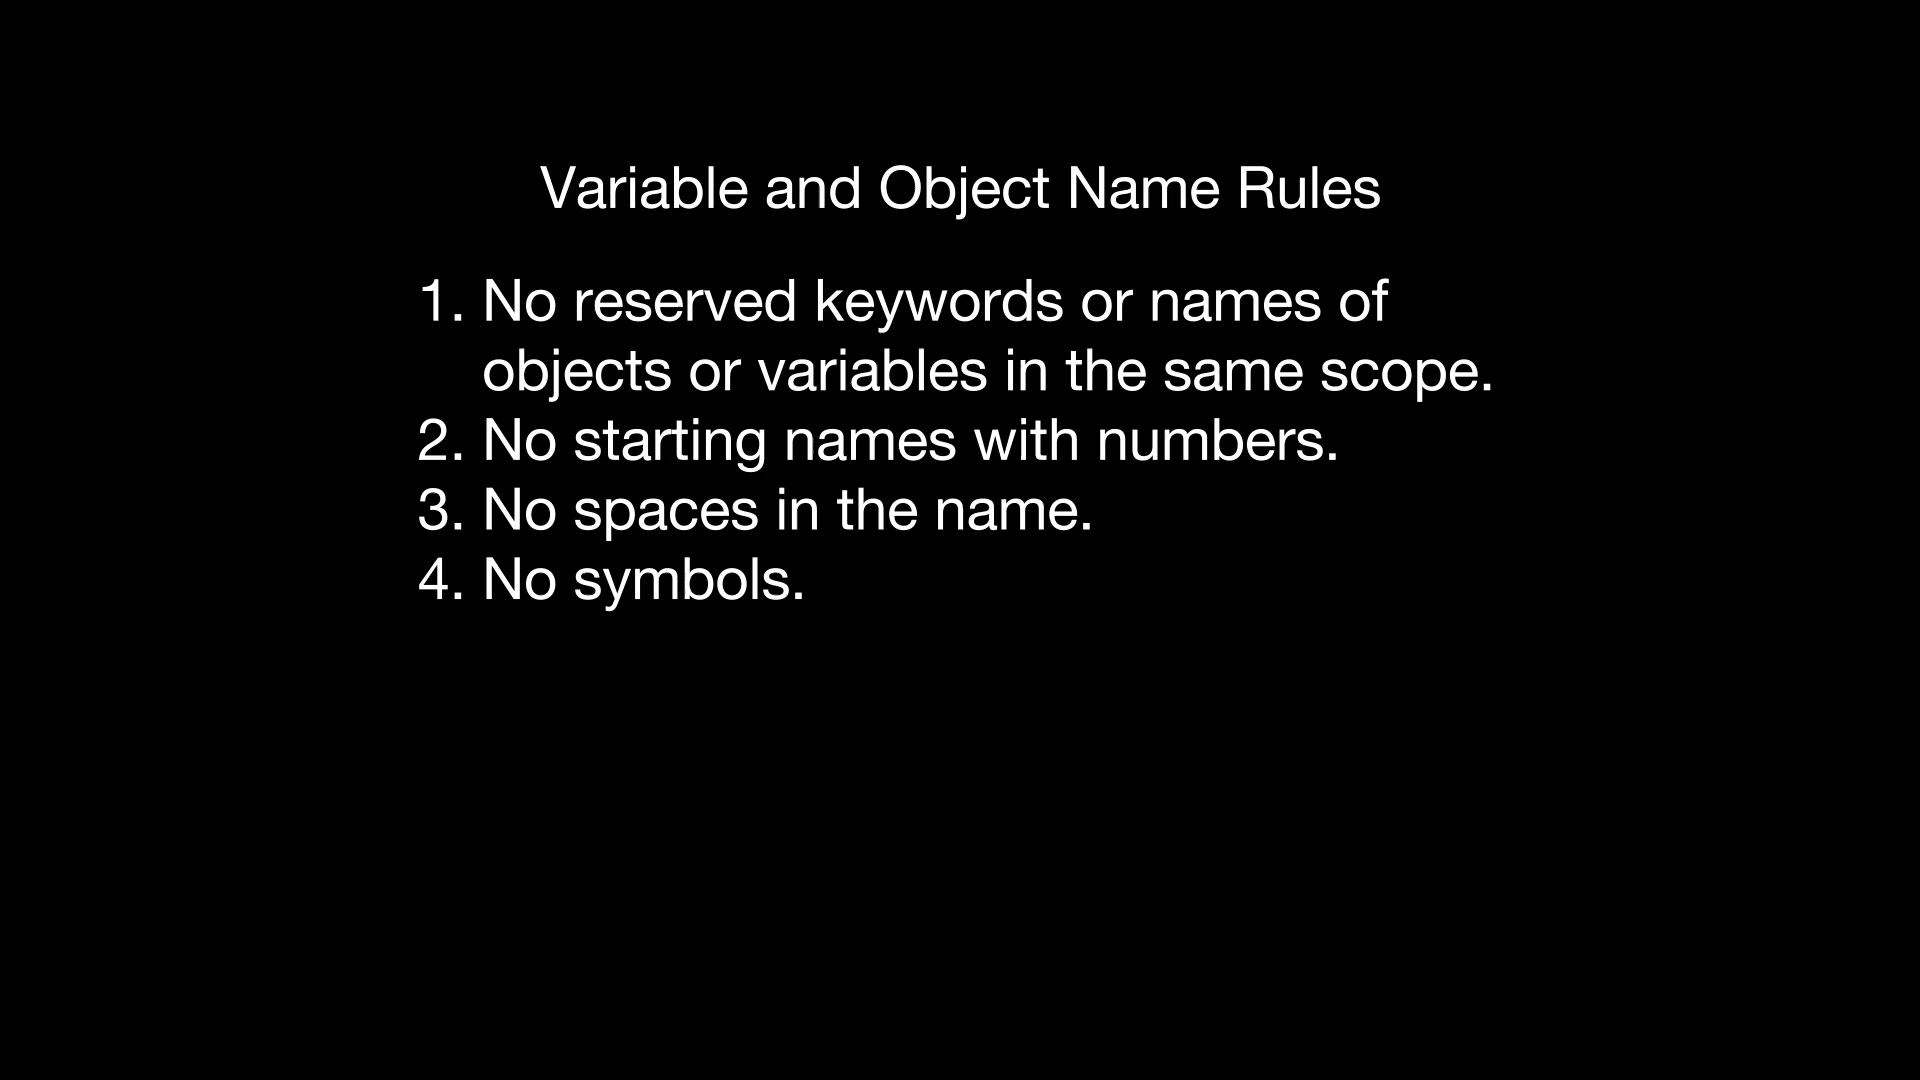 Variable and Object Name Rules
1. No reserved keywords or names of
objects or variables in the same scope.
2. No starting names with numbers.
3. No spaces in the name.
4. No symbols.